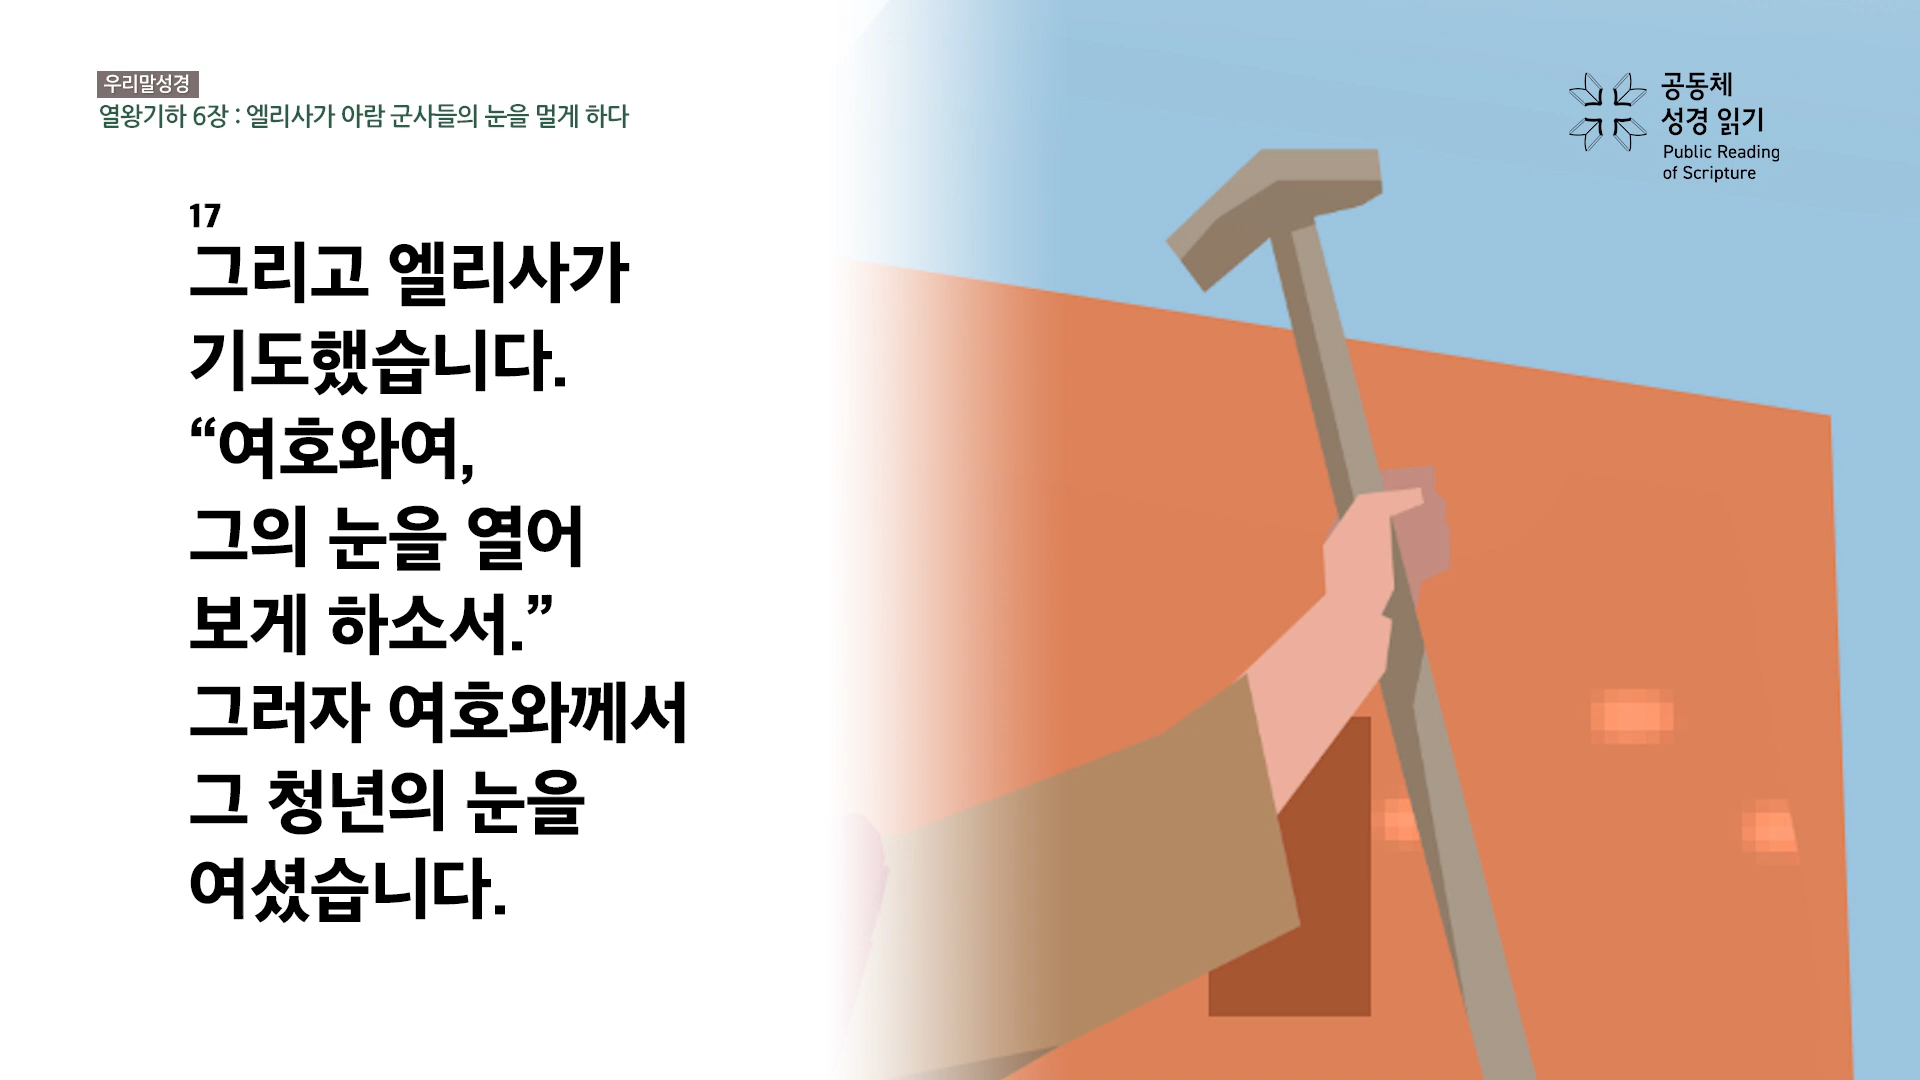 우리말성경
열왕기하 6장 : 엘리사가 아람 군사들의 눈을 멀게 하다
공동체
성경 읽기
Public Reading
of Scripture
17
그리고 엘리사가
기도했습니다.
“여호와여,
그의 눈을 열어
보게 하소서.”
그러자 여호와께서
그 청년의 눈을
여셨습니다.